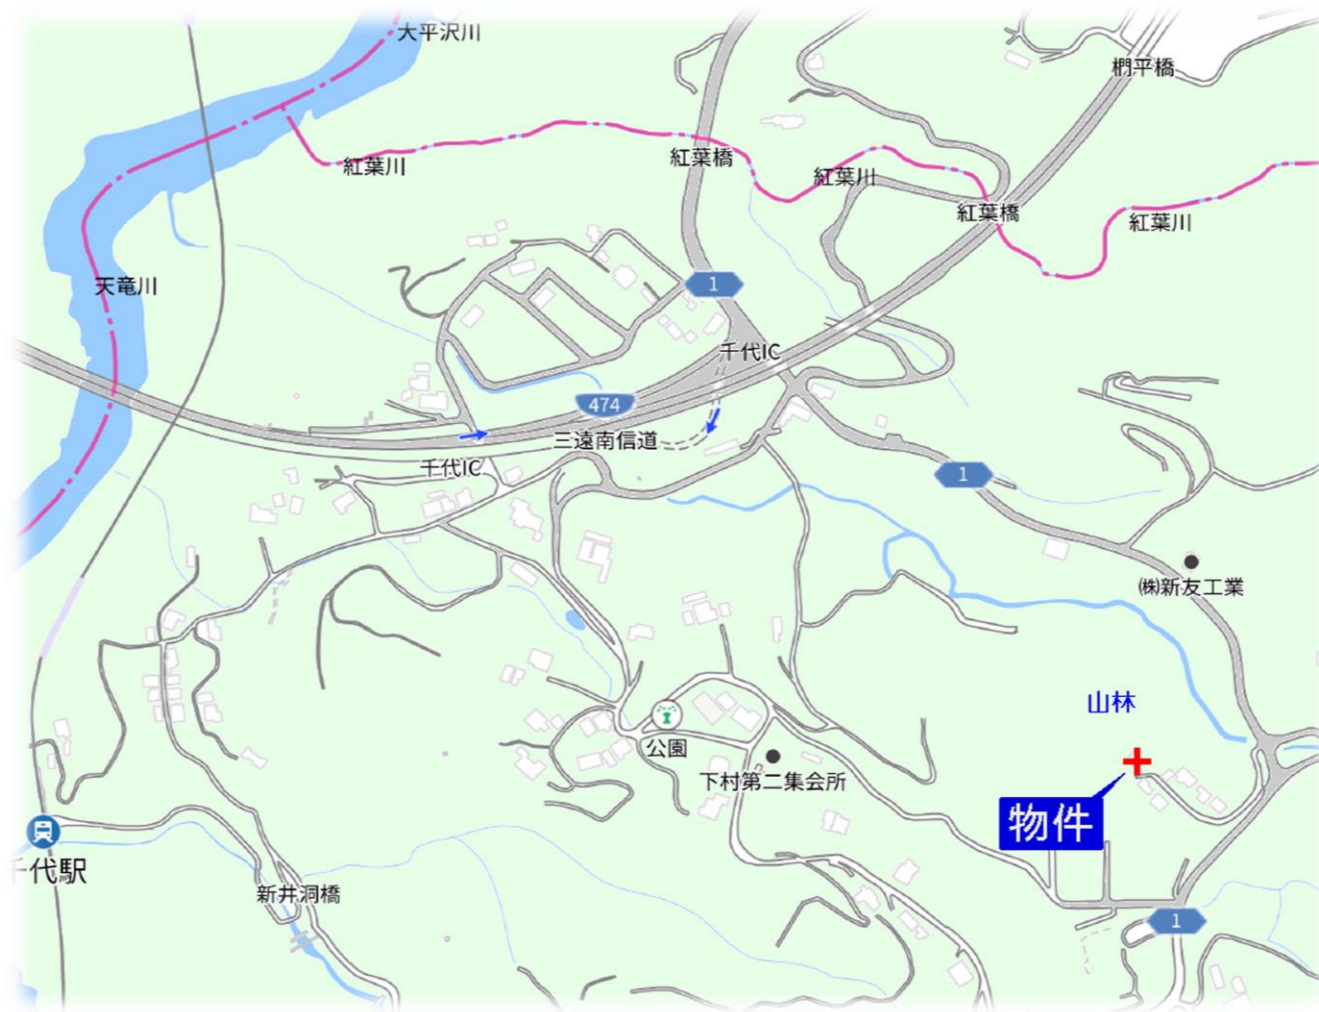 大平沢川
椚平橋
紅葉橋
紅葉川
紅葉川
紅葉橋
紅葉川
天竜川
1
千代IC
474
三遠南信道
千代IC
1
㈱新友工業
山林
公園
下村第二集会所
物件
千代駅
新井洞橋
1